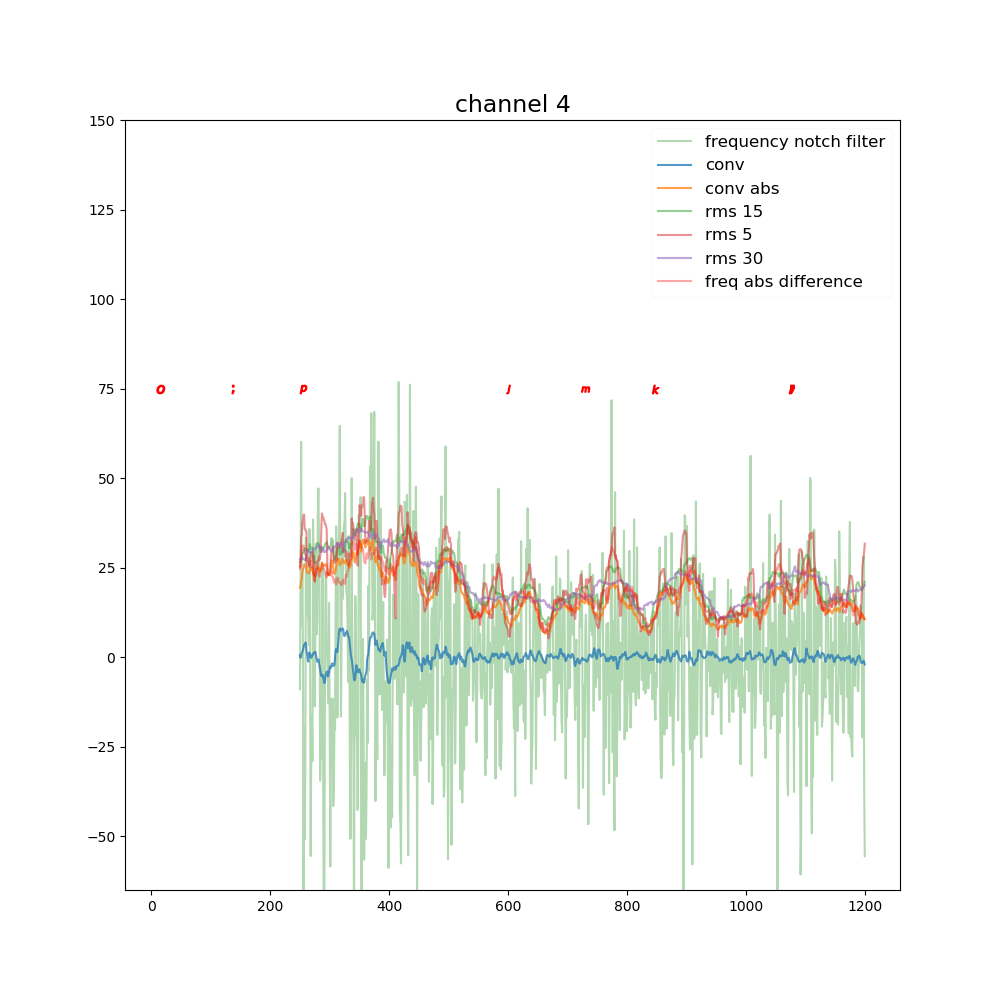 channel 4
150
125
100
75
50
25
0
−25
−50
frequency notch filter
conv
conv abs
rms 15
rms 5
rms 30
freq abs difference
o ; p j m k
0 200 400 600 800 1000 1200